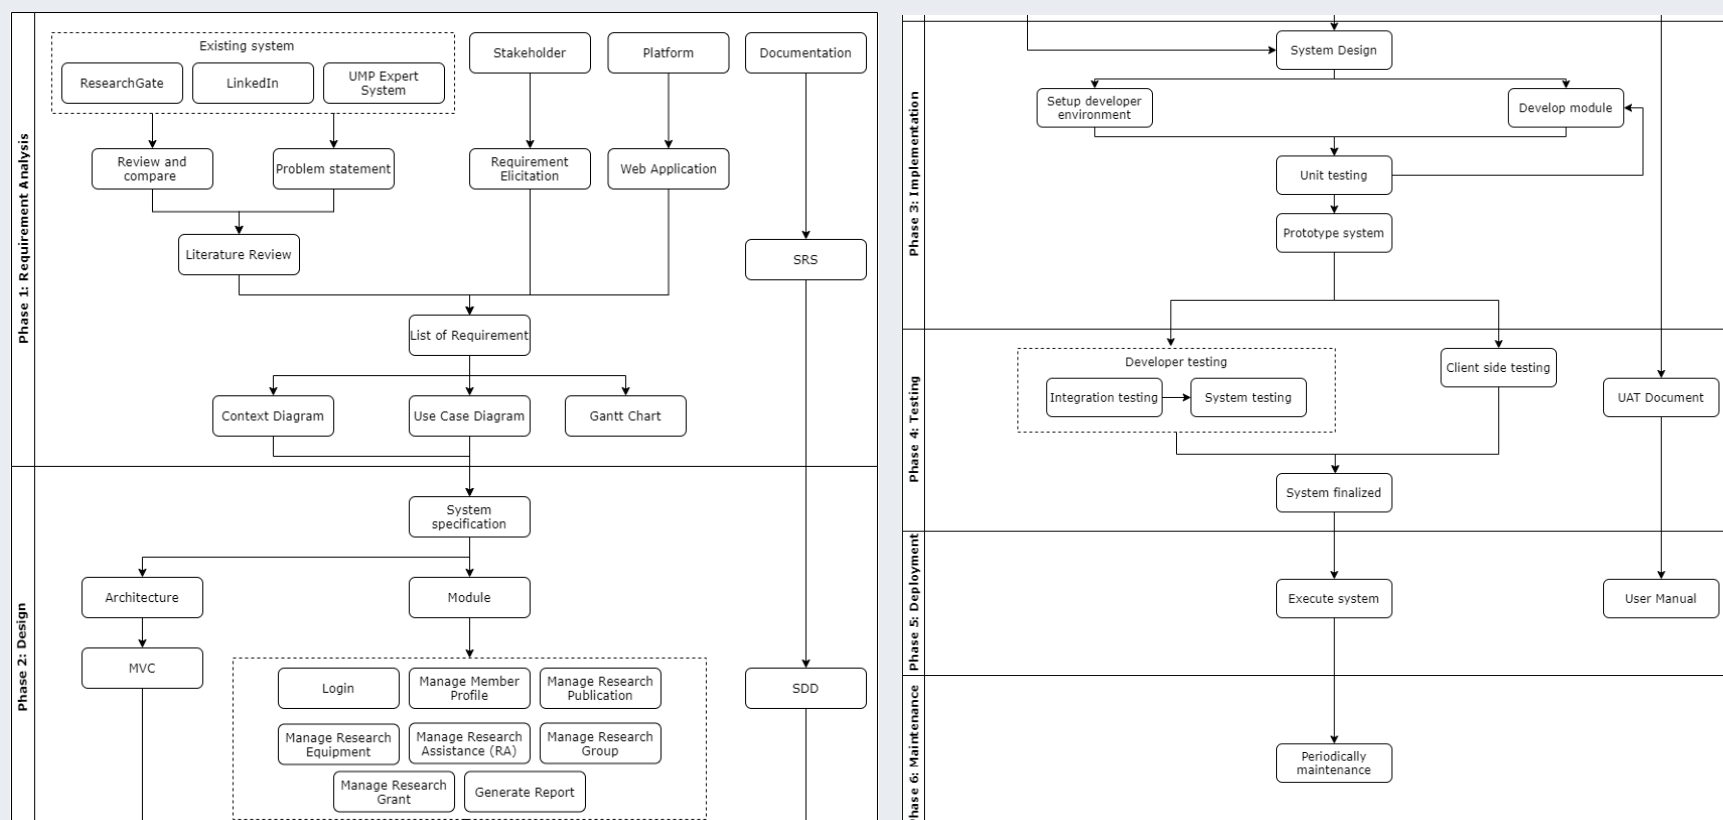 Phase 1: Requirement Analysis
Existing system
ResearchGate
LinkedIn
UMP Expert
System
Stakeholder
Platform
Documentation
Review and
compare
Problem statement
Requirement
Elicitation
Web Application
Literature Review
SRS
List of Requirement
Context Diagram
Use Case Diagram
Gantt Chart
Phase 2: Design
System
specification
Architecture
Module
MVC
Login
Manage Member
Profile
Manage Research
Publication
SDD
Manage Research
Equipment
Manage Research
Assistance (RA)
Manage Research
Group
Manage Research
Grant
Generate Report
Phase 3: Implementation
System Design
Setup developer
environment
Develop module
Unit testing
Prototype system
Phase 4: Testing
Developer testing
Integration testing
System testing
Client side testing
UAT Document
System finalized
Phase 5: Deployment
Execute system
User Manual
Phase 6: Maintenance
Periodically
maintenance